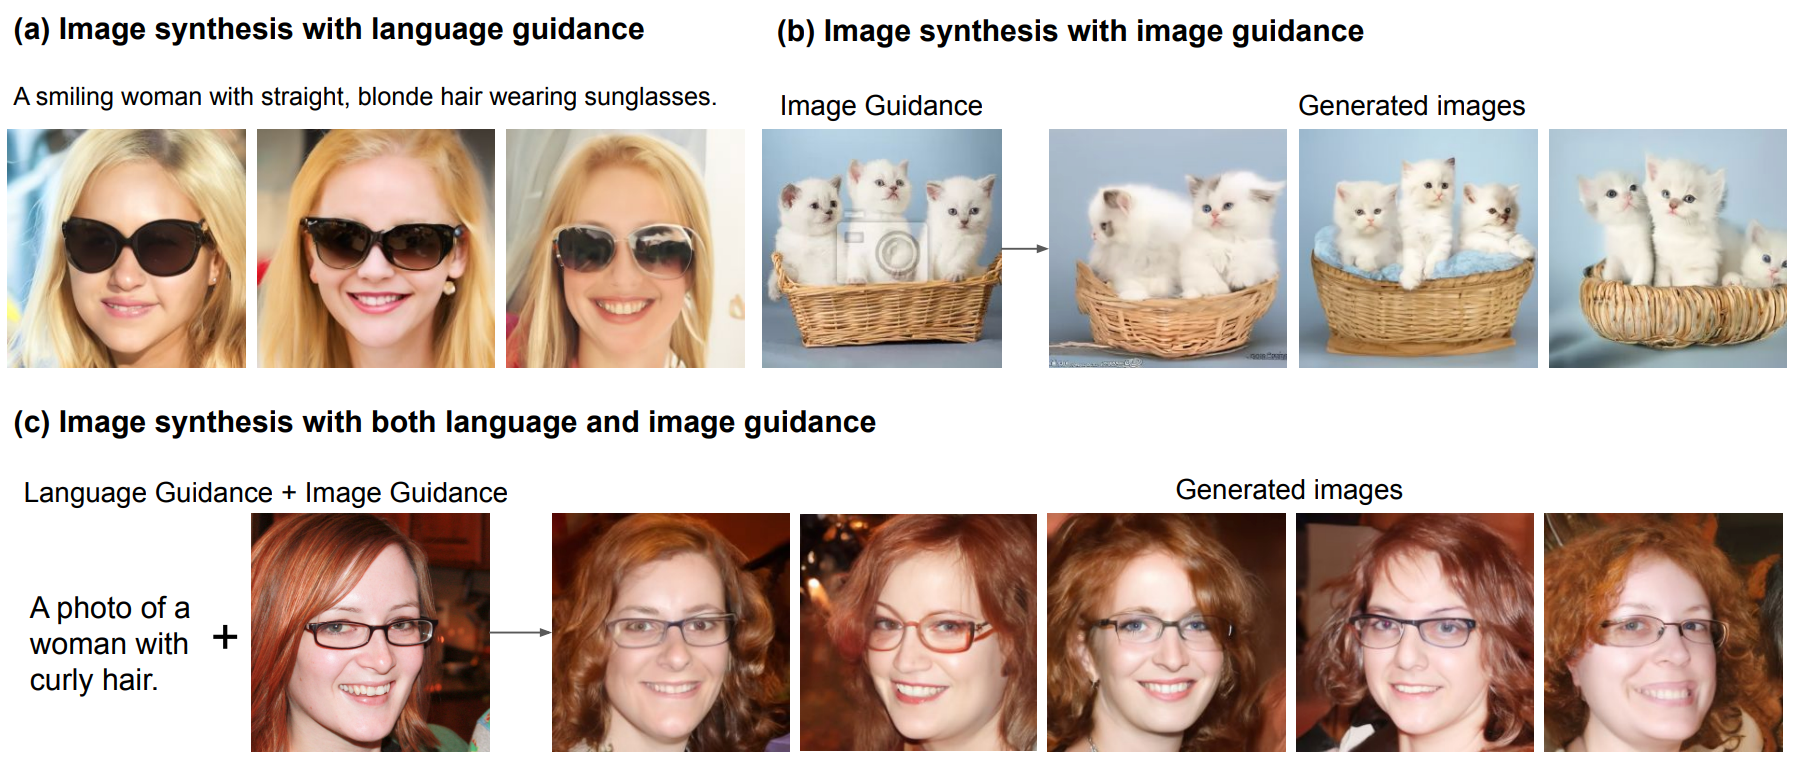 (a) Image synthesis with language guidance
A smiling woman with straight, blonde hair wearing sunglasses.
(b) Image synthesis with image guidance
Image Guidance
Generated images
(c) Image synthesis with both language and image guidance
Language Guidance + Image Guidance
A photo of a
woman with
curly hair.
+
Generated images